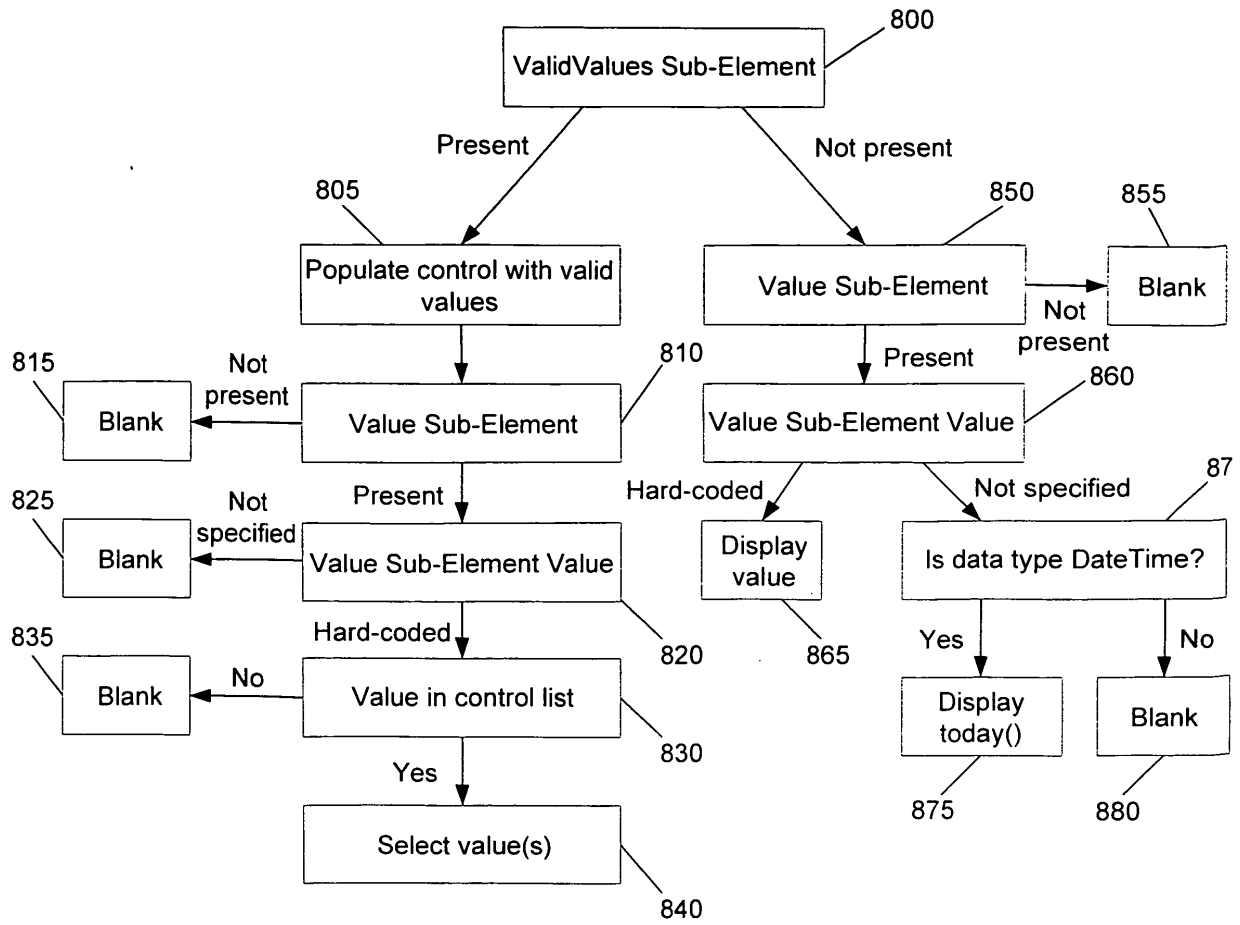 800
ValidValues Sub-Element
Present
Not present
805
850
855
Populate control with valid
values
Value Sub-Element
Blank
Not
present
815
Not
present
810
Present
860
Blank
Value Sub-Element
Value Sub-Element Value
825
Not
specified
Present
Hard-coded
Not specified
87
Blank
Value Sub-Element Value
Display
value
Is data type DateTime?
835
Hard-coded
820
865
Yes
No
Blank
No
Value in control list
830
Display
today()
Blank
Yes
875
880
Select value(s)
840